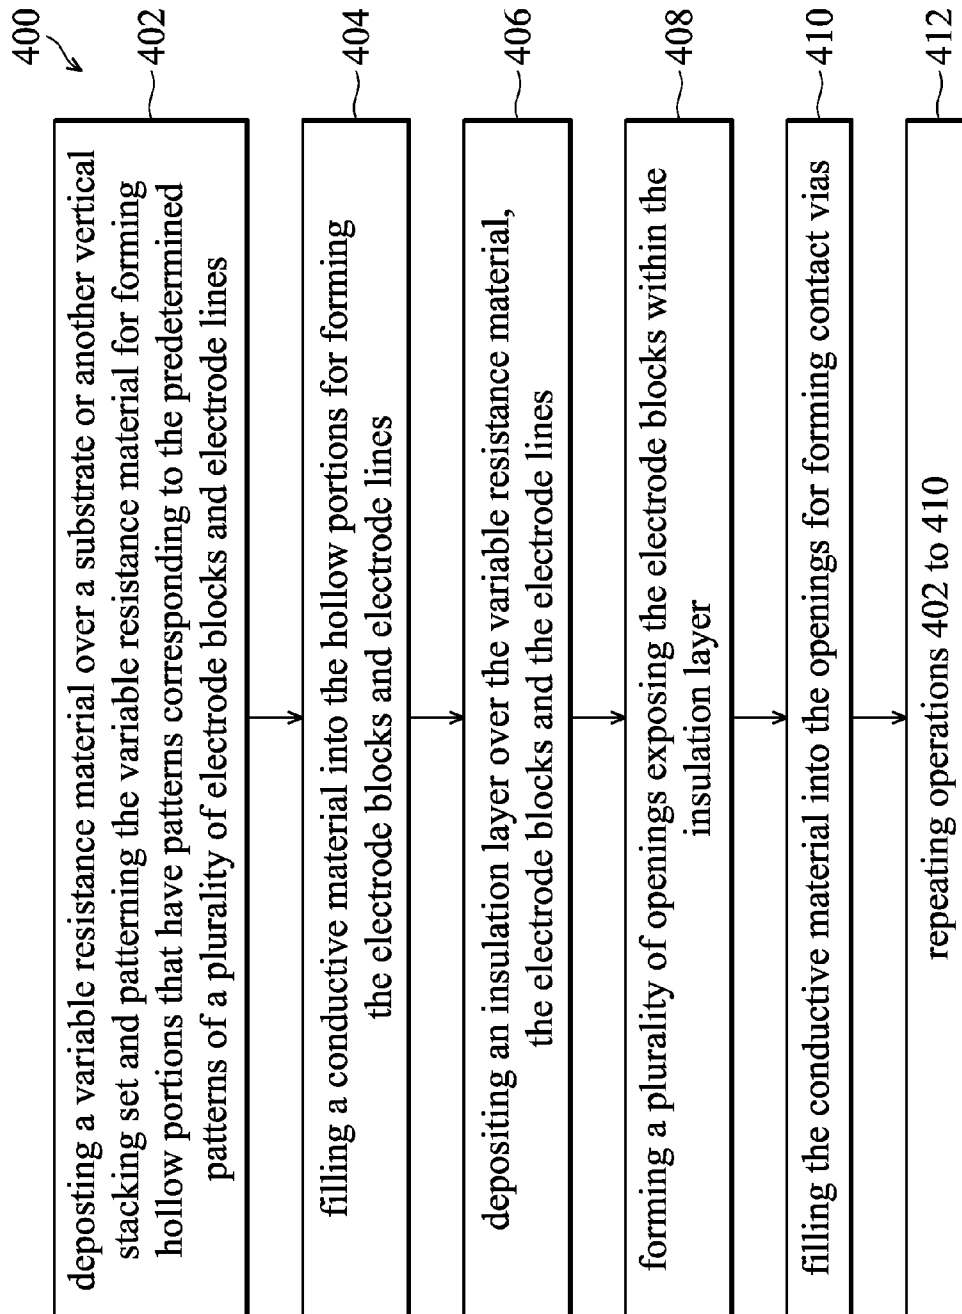 400
deposting a variable resistance material over a substrate or another vertical
stacking set and patterning the variable resistance material for forming
hollow portions that have patterns corresponding to the predetermined
patterns of a plurality of electrode blocks and electrode lines
402
filling a conductive material into the hollow portions for forming
the electrode blocks and electrode lines
404
depositing an insulation layer over the variable resistance material,
the electrode blocks and the electrode lines
406
forming a plurality of openings exposing the electrode blocks within the
insulation layer
408
filling the conductive material into the openings for forming contact vias
410
repeating operations 402 to 410
412